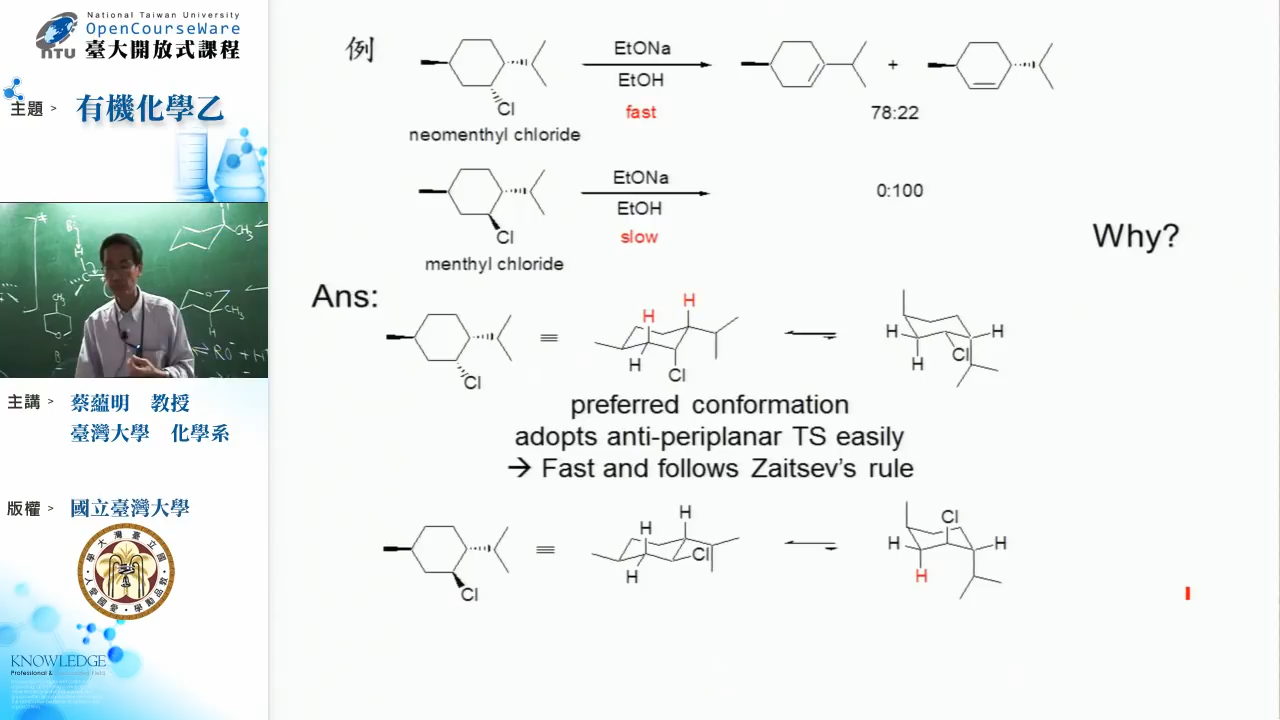 National Taiwan University
OpenCourseWare
NTU 臺大開放式課程
主題 > 有機化學乙
主講 > 蔡蘊明 教授
臺灣大學 化學系
版權 > 國立臺灣大學
KNOWLEDGE
例
Cl
neomenthyl chloride
EtONa
EtOH
fast
+
78:22
Cl
menthyl chloride
EtONa
EtOH
slow
0:100
Why?
Ans:
Cl
≡
H
H
H
Cl
H
H
H
Cl
preferred conformation
adopts anti-periplanar TS easily
→ Fast and follows Zaitsev's rule
Cl
≡
H
H
H
Cl
Cl
H
H
H